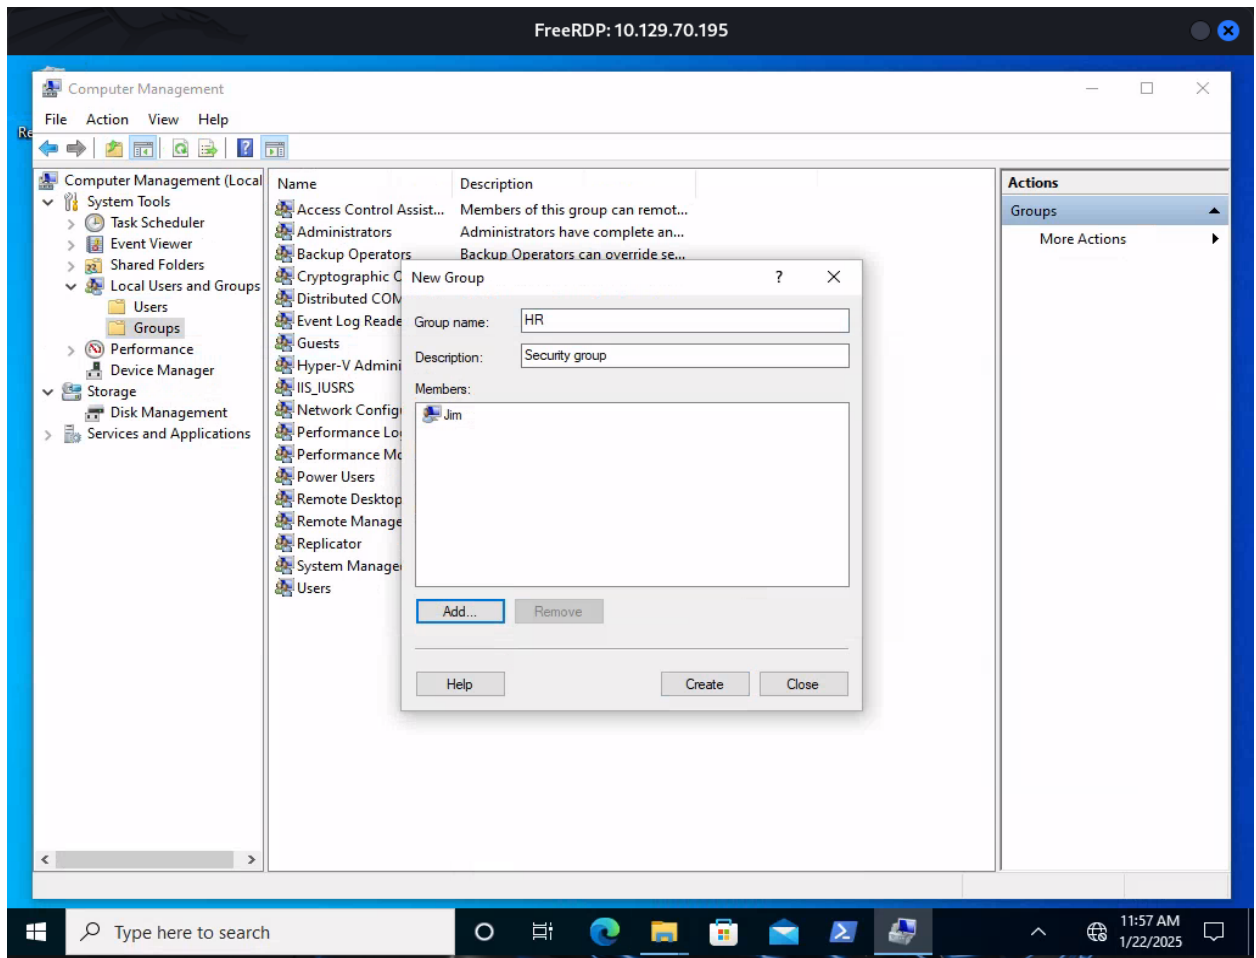 FreeRDP: 10.129.70.195
Computer Management
File Action View Help
Re
Computer Management (Local
System Tools
Task Scheduler
Event Viewer
Shared Folders
Local Users and Groups
Users
Groups
Performance
Device Manager
Storage
Disk Management
Services and Applications
Name Description
Access Control Assist... Members of this group can remot...
Administrators Administrators have complete an...
Backup Operators Backup Operators can override se...
Cryptographic O
Distributed COM
Event Log Reade
Guests
Hyper-V Admini
IIS_IUSRS
Network Configu
Performance Lo
Performance Mo
Power Users
Remote Desktop
Remote Manage
Replicator
System Manage
Users
New Group ?
Group name: HR
Description: Security group
Members:
Jim
Add... Remove
Help Create Close
Actions
Groups
More Actions
Type here to search
11:57 AM
1/22/2025